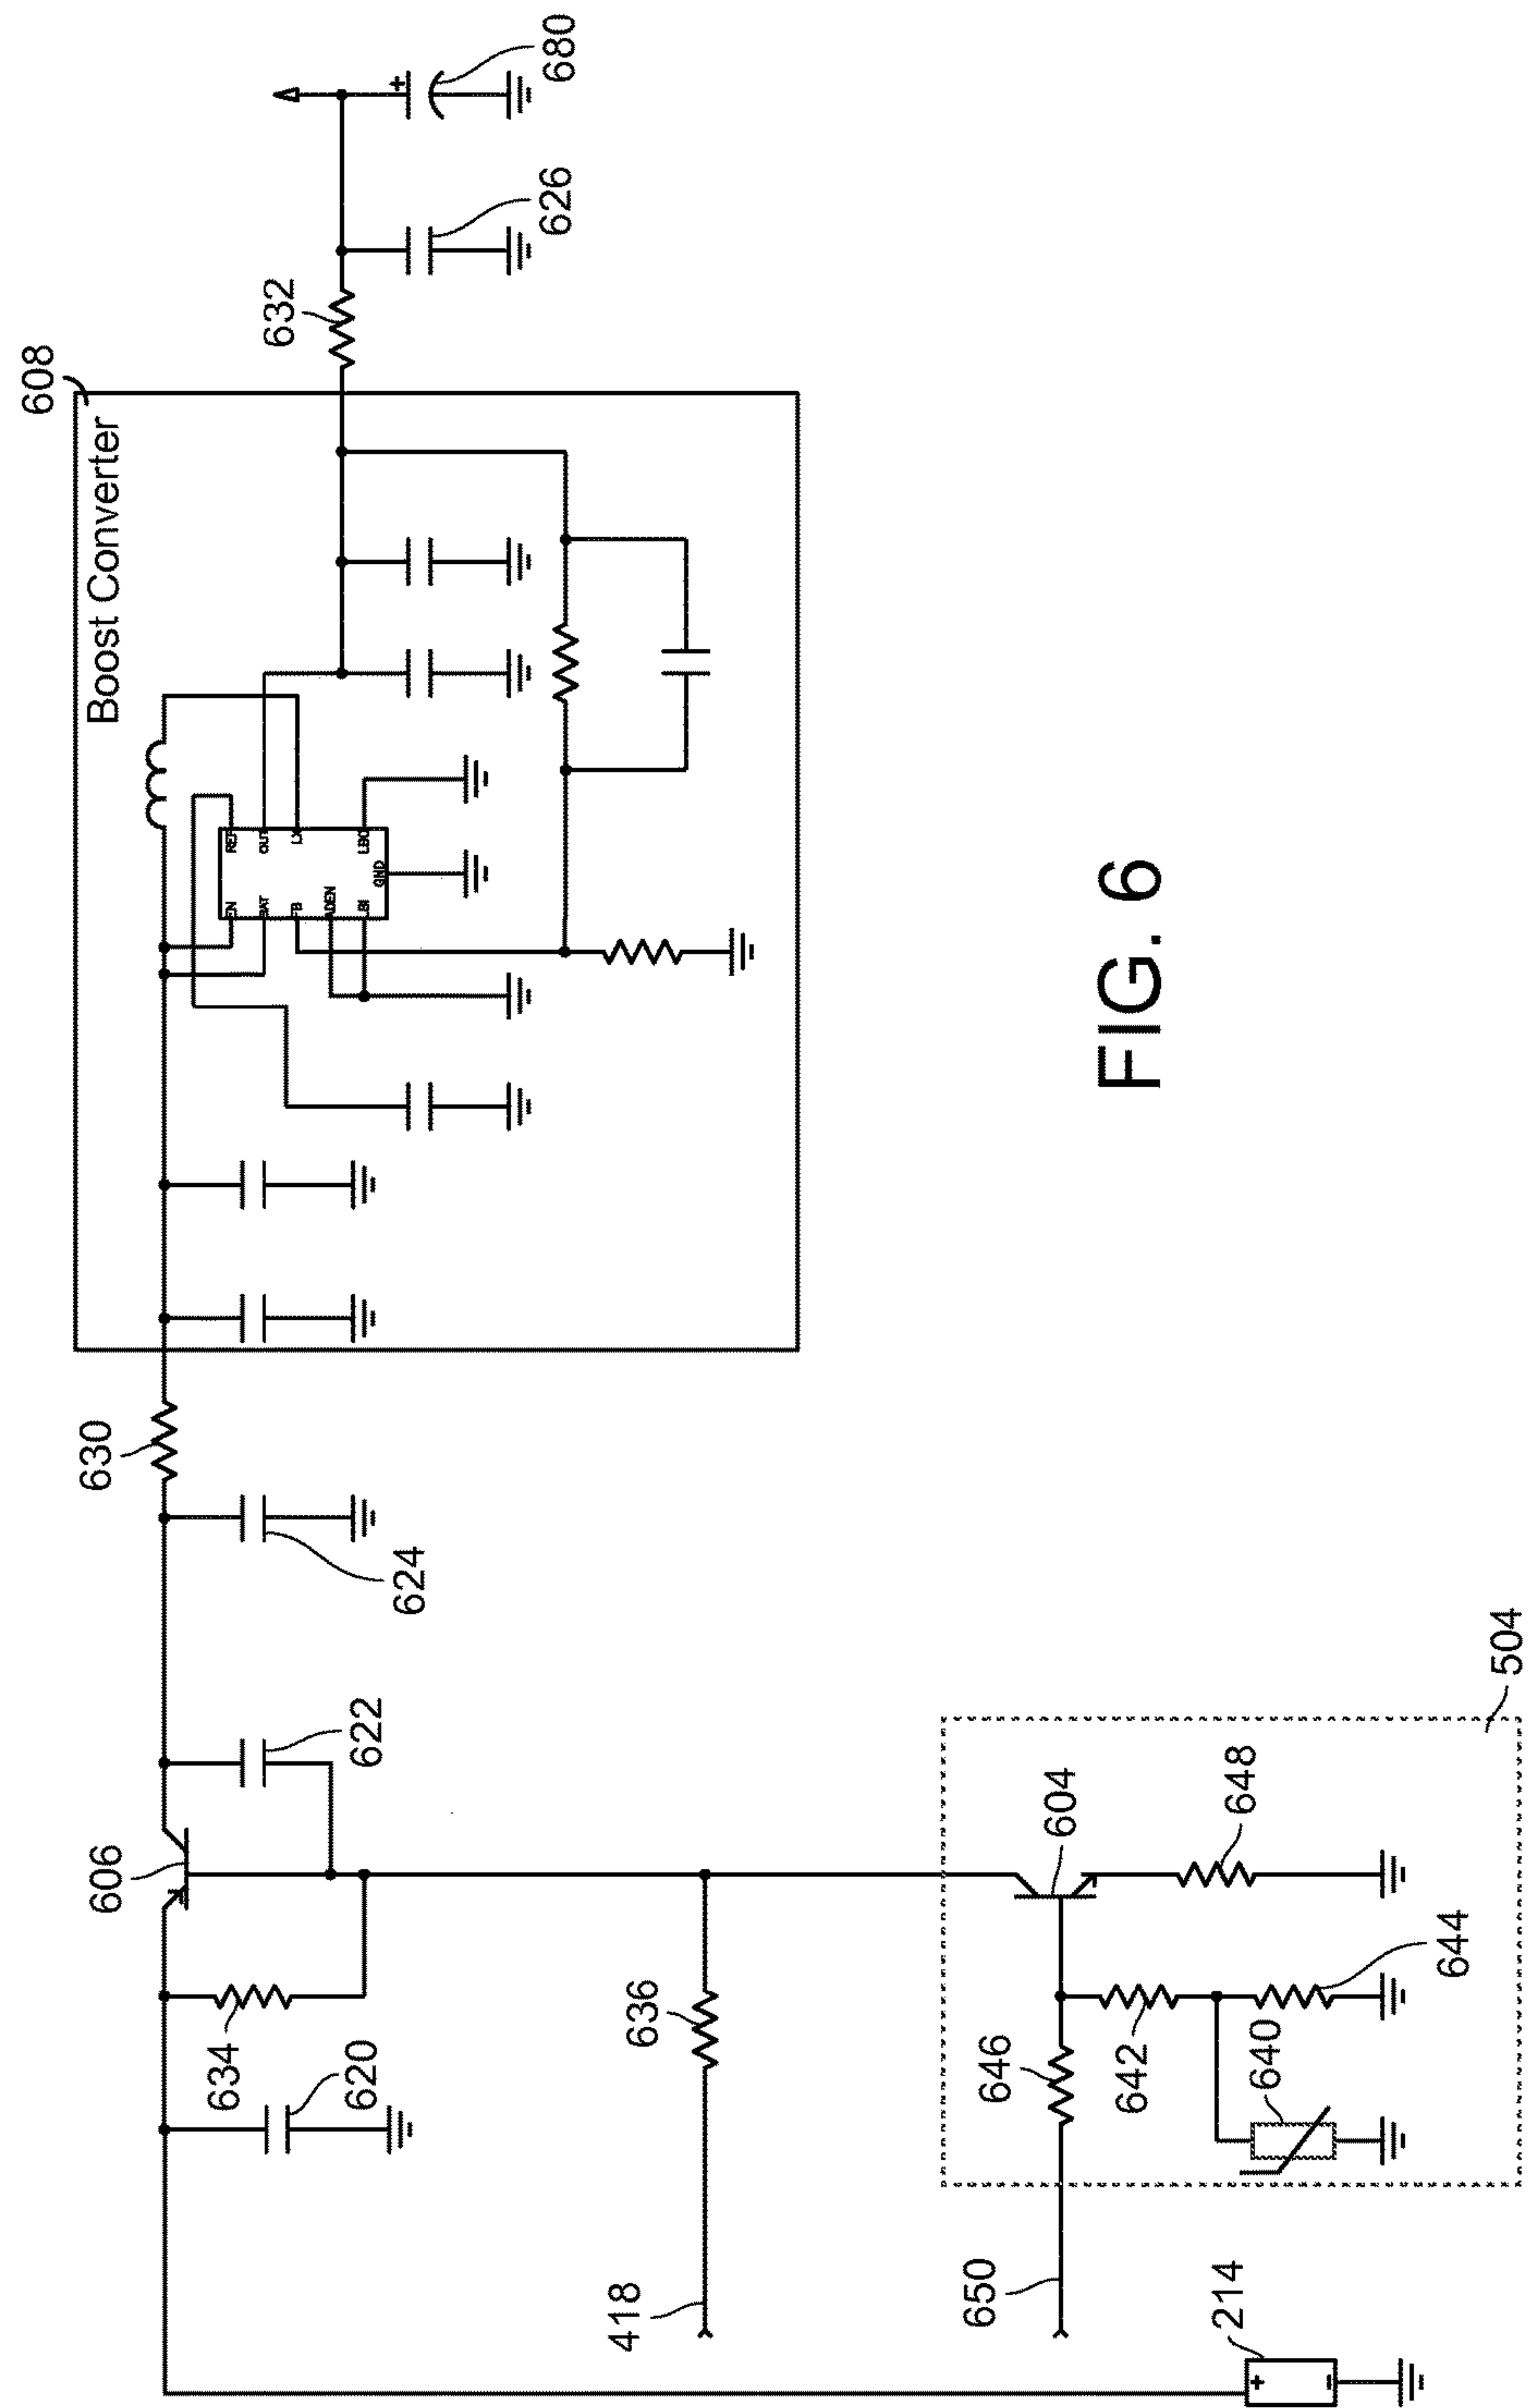 608
Boost Converter
630
606
622
624
634
620
632
626
680
EN
BAT
FB
ADEN
LBI
GND
REF
OUT
LX
LBO
+
418
636
650
646
604
642
648
640
644
504
214
+
-
FIG. 6